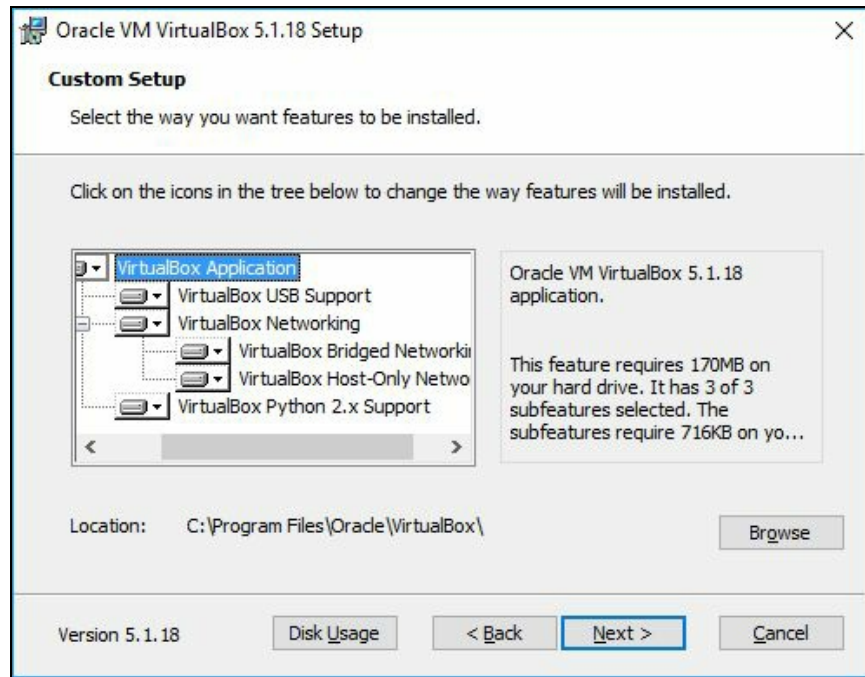 Oracle VM VirtualBox 5.1.18 Setup
Custom Setup
Select the way you want features to be installed.
Click on the icons in the tree below to change the way features will be installed.
VirtualBox Application
VirtualBox USB Support
VirtualBox Networking
VirtualBox Bridged Networkin
VirtualBox Host-Only Netwo
VirtualBox Python 2.x Support
Oracle VM VirtualBox 5.1.18
application.
This feature requires 170MB on
your hard drive. It has 3 of 3
subfeatures selected. The
subfeatures require 716KB on yo...
Location: C:\Program Files\Oracle\VirtualBox\
Browse
Version 5.1.18 Disk Usage < Back Next > Cancel